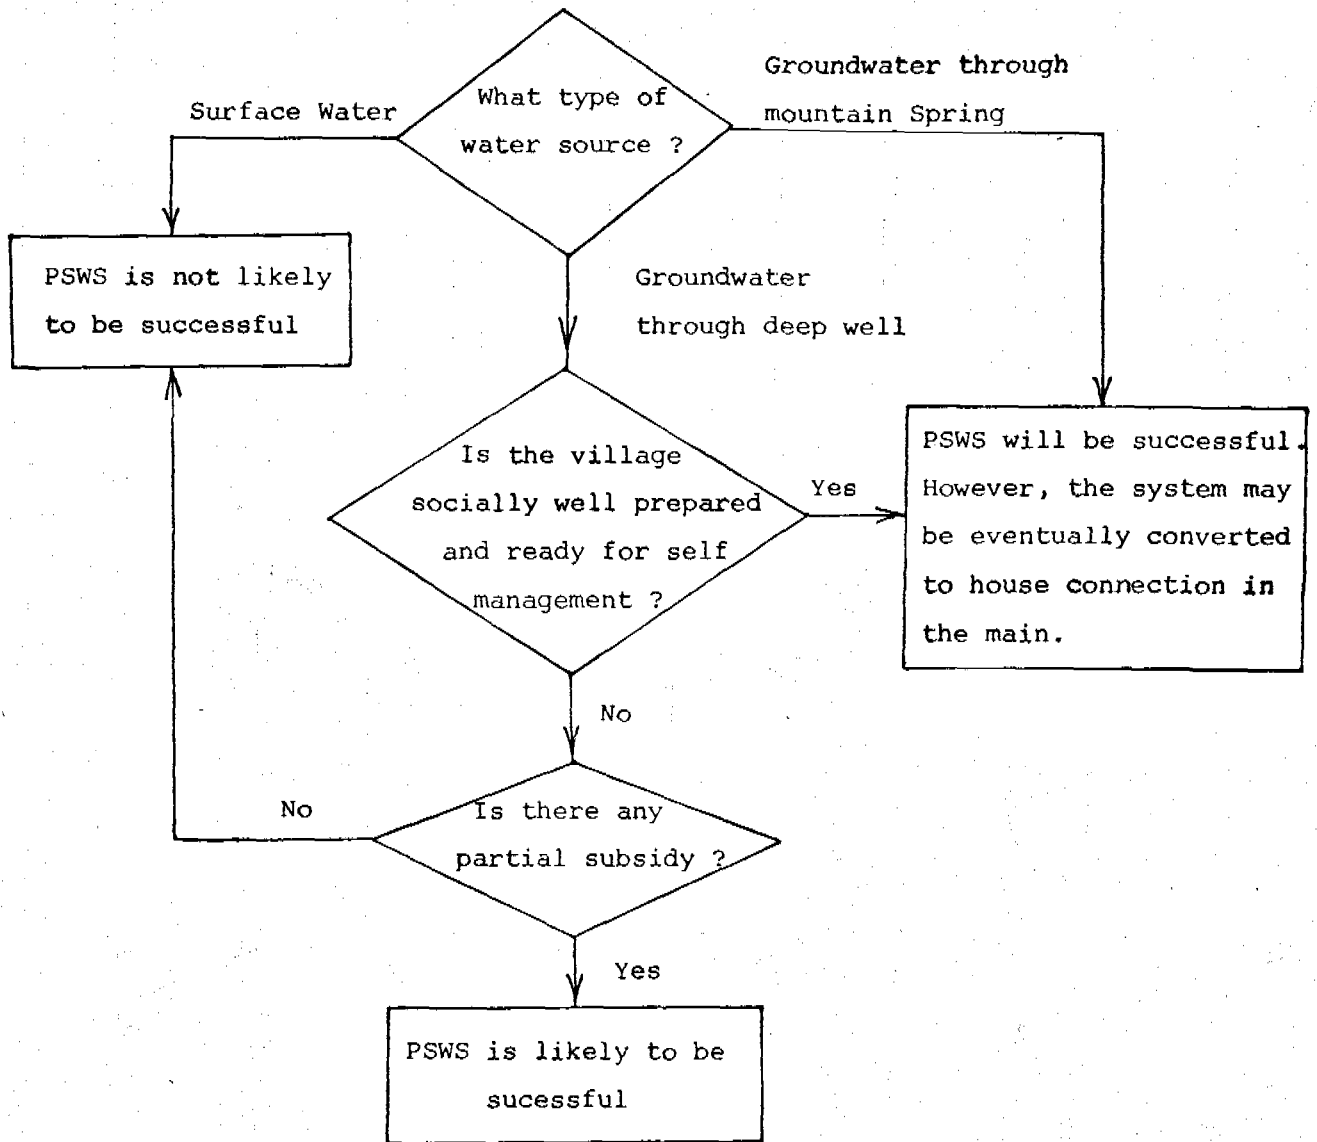 What type of
water source ?
Surface Water
Groundwater through
mountain Spring
PSWS is not likely
to be successful
Groundwater
through deep well
Is the village
socially well prepared
and ready for self
management ?
Yes
PSWS will be successful.
However, the system may
be eventually converted
to house connection in
the main.
No
Is there any
partial subsidy ?
No
Yes
PSWS is likely to be
sucessful